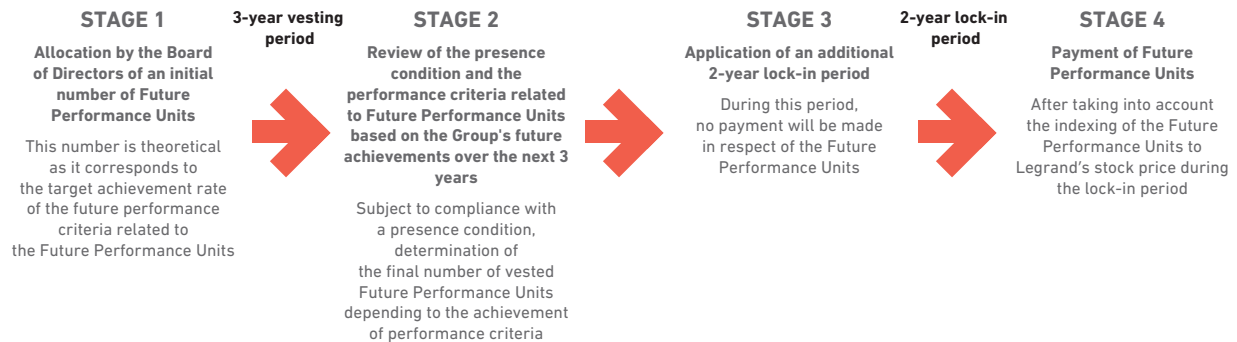 STAGE 1
Allocation by the Board
of Directors of an initial
number of Future
Performance Units
This number is theoretical
as it corresponds to
the target achievement rate
of the future performance
criteria related to
the Future Performance Units
3-year vesting
period
STAGE 2
Review of the presence
condition and the
performance criteria related
to Future Performance Units
based on the Group's future
achievements over the next 3
years
Subject to compliance with
a presence condition,
determination of
the final number of vested
Future Performance Units
depending to the achievement
of performance criteria
STAGE 3
Application of an additional
2-year lock-in period
During this period,
no payment will be made
in respect of the Future
Performance Units
2-year lock-in
period
STAGE 4
Payment of Future
Performance Units
After taking into account
the indexing of the Future
Performance Units to
Legrand's stock price during
the lock-in period